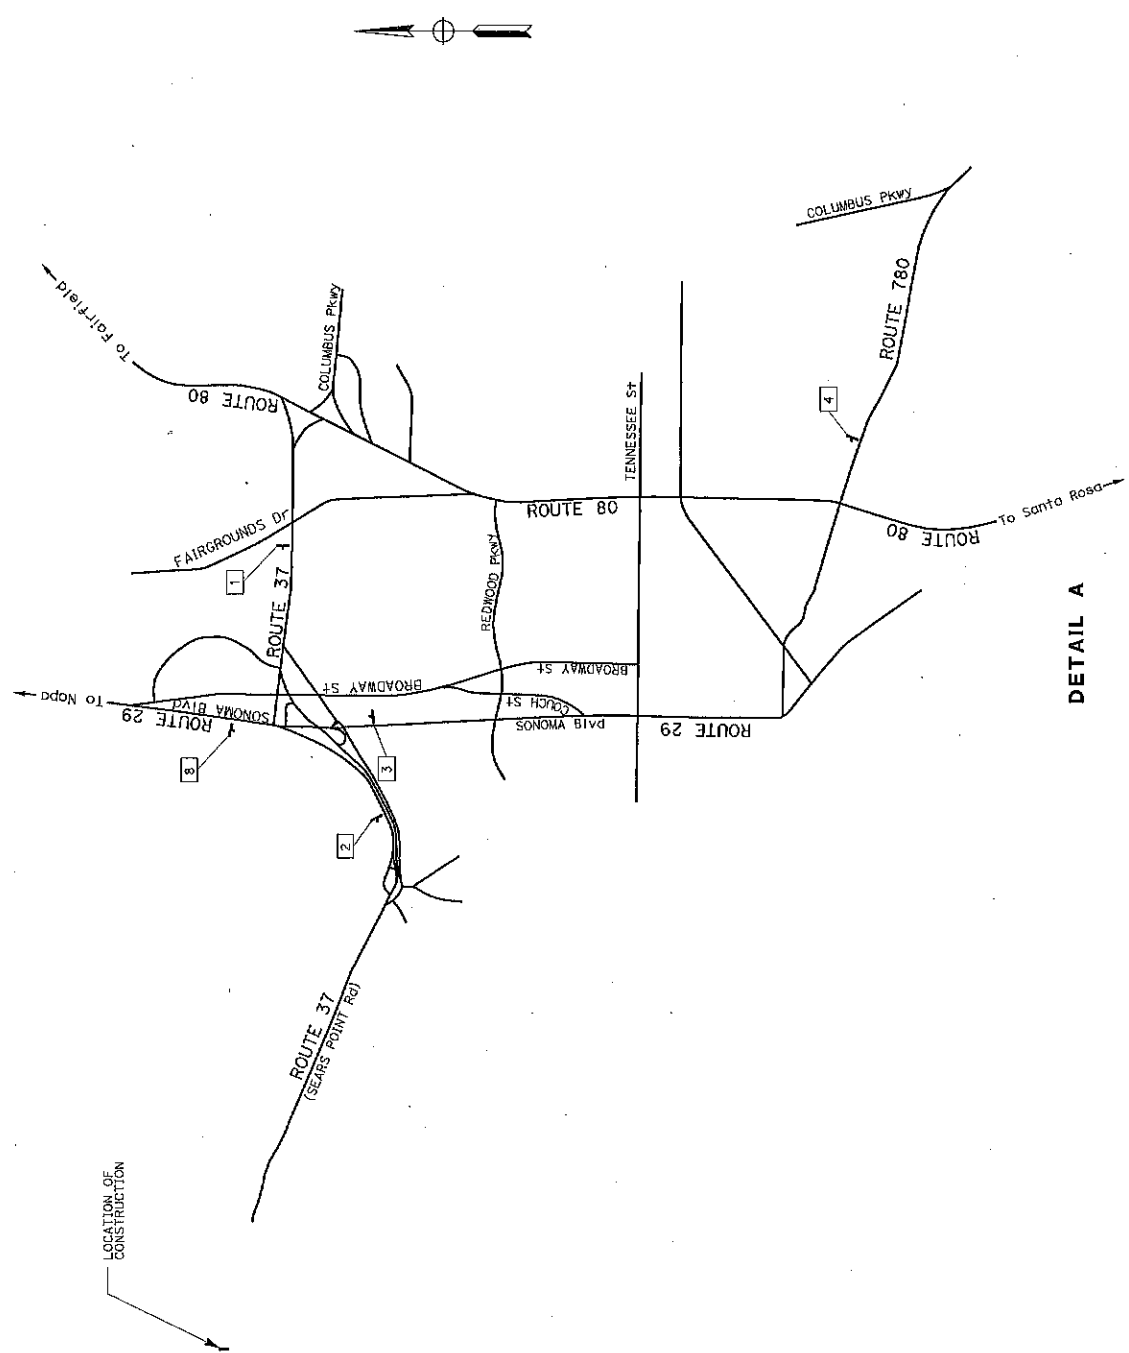 To Fairfield
ROUTE 80
COLUMBUS Pkwy
FAIRGROUNDS Dr
1
ROUTE 37
To Napa
ROUTE 29
SONOMA Blvd
8
BROADWAY St
3
2
ROUTE 37
(SEARS POINT Rd)
REDWOOD PKWY
ROUTE 80
TENNESSEE St
BROADWAY St
COUCH ST
SONOMA Blvd
ROUTE 29
COLUMBUS PKwy
ROUTE 780
4
ROUTE 80
To Santa Rosa
LOCATION OF
CONSTRUCTION
DETAIL A